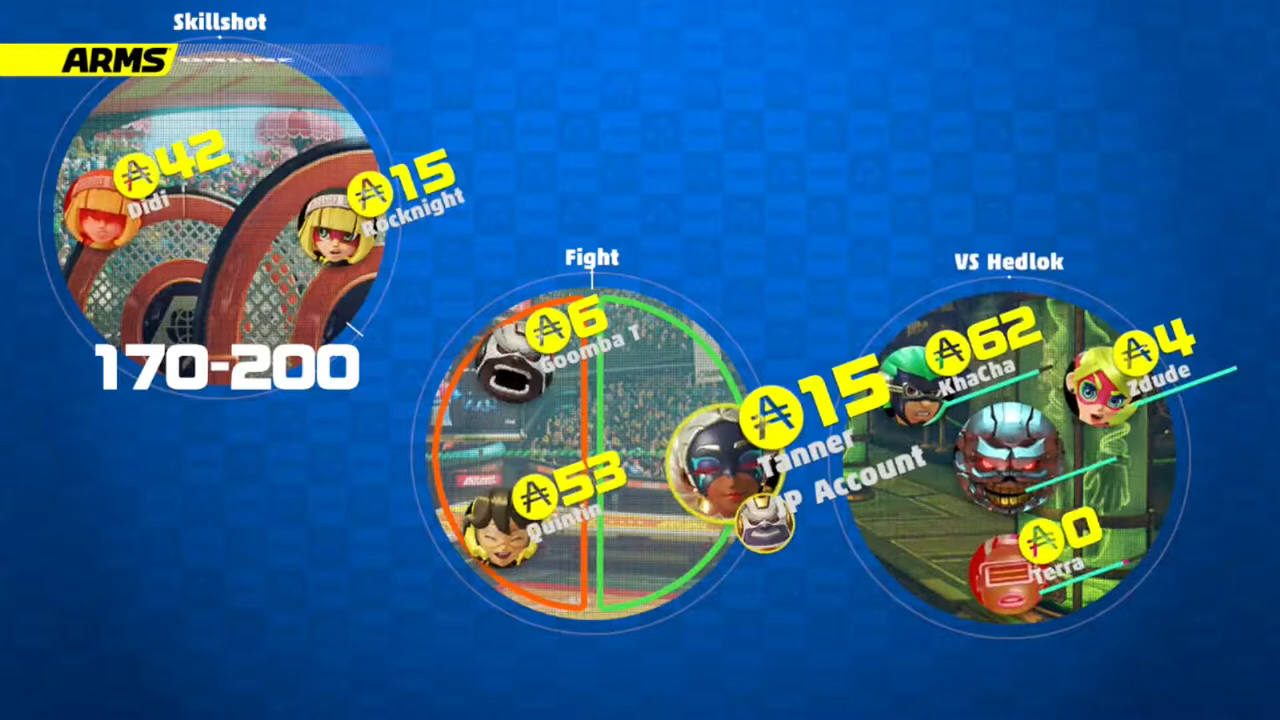 Skillshot
ARMS
42
Didi
15
Rocknight
170-200
Fight
6
Goomba T
53
Quintin
15
Tanner
Account
VS Hedlok
62
KhaCha
4
Zdude
0
Terra